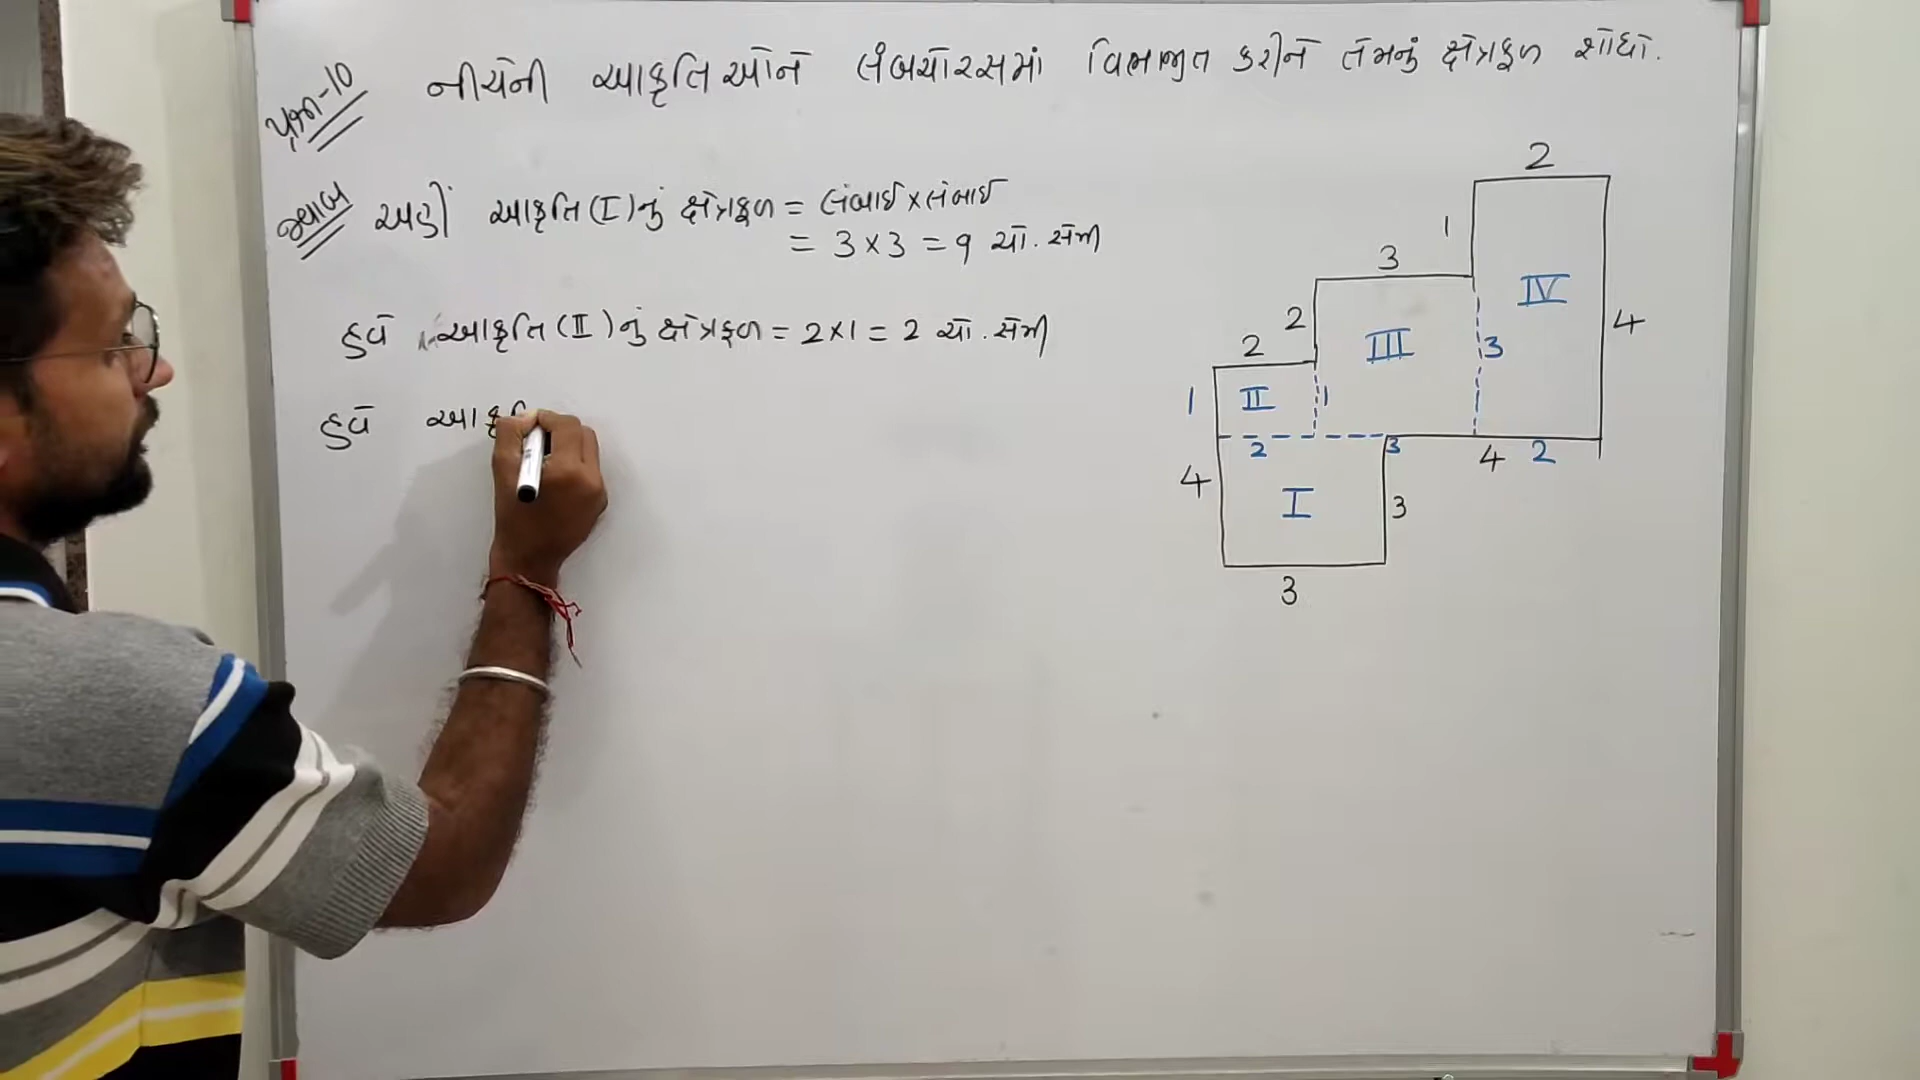 પ્રશ્ન-10 નીચેની આકૃતિઓને લંબચોરસમાં વિભાજીત કરીને તેમનું ક્ષેત્રફળ શોધો.
જવાબ અહીં આકૃતિ (I) નું ક્ષેત્રફળ = લંબાઈ × લંબાઈ
= 3 × 3 = 9 ચો. સેમી
હવે આકૃતિ (II) નું ક્ષેત્રફળ = 2 × 1 = 2 ચો. સેમી
હવે આકૃતિ
2
1
3
IV
2
III
3
4
2
1
II
1
2
3
4
2
4
I
3
3